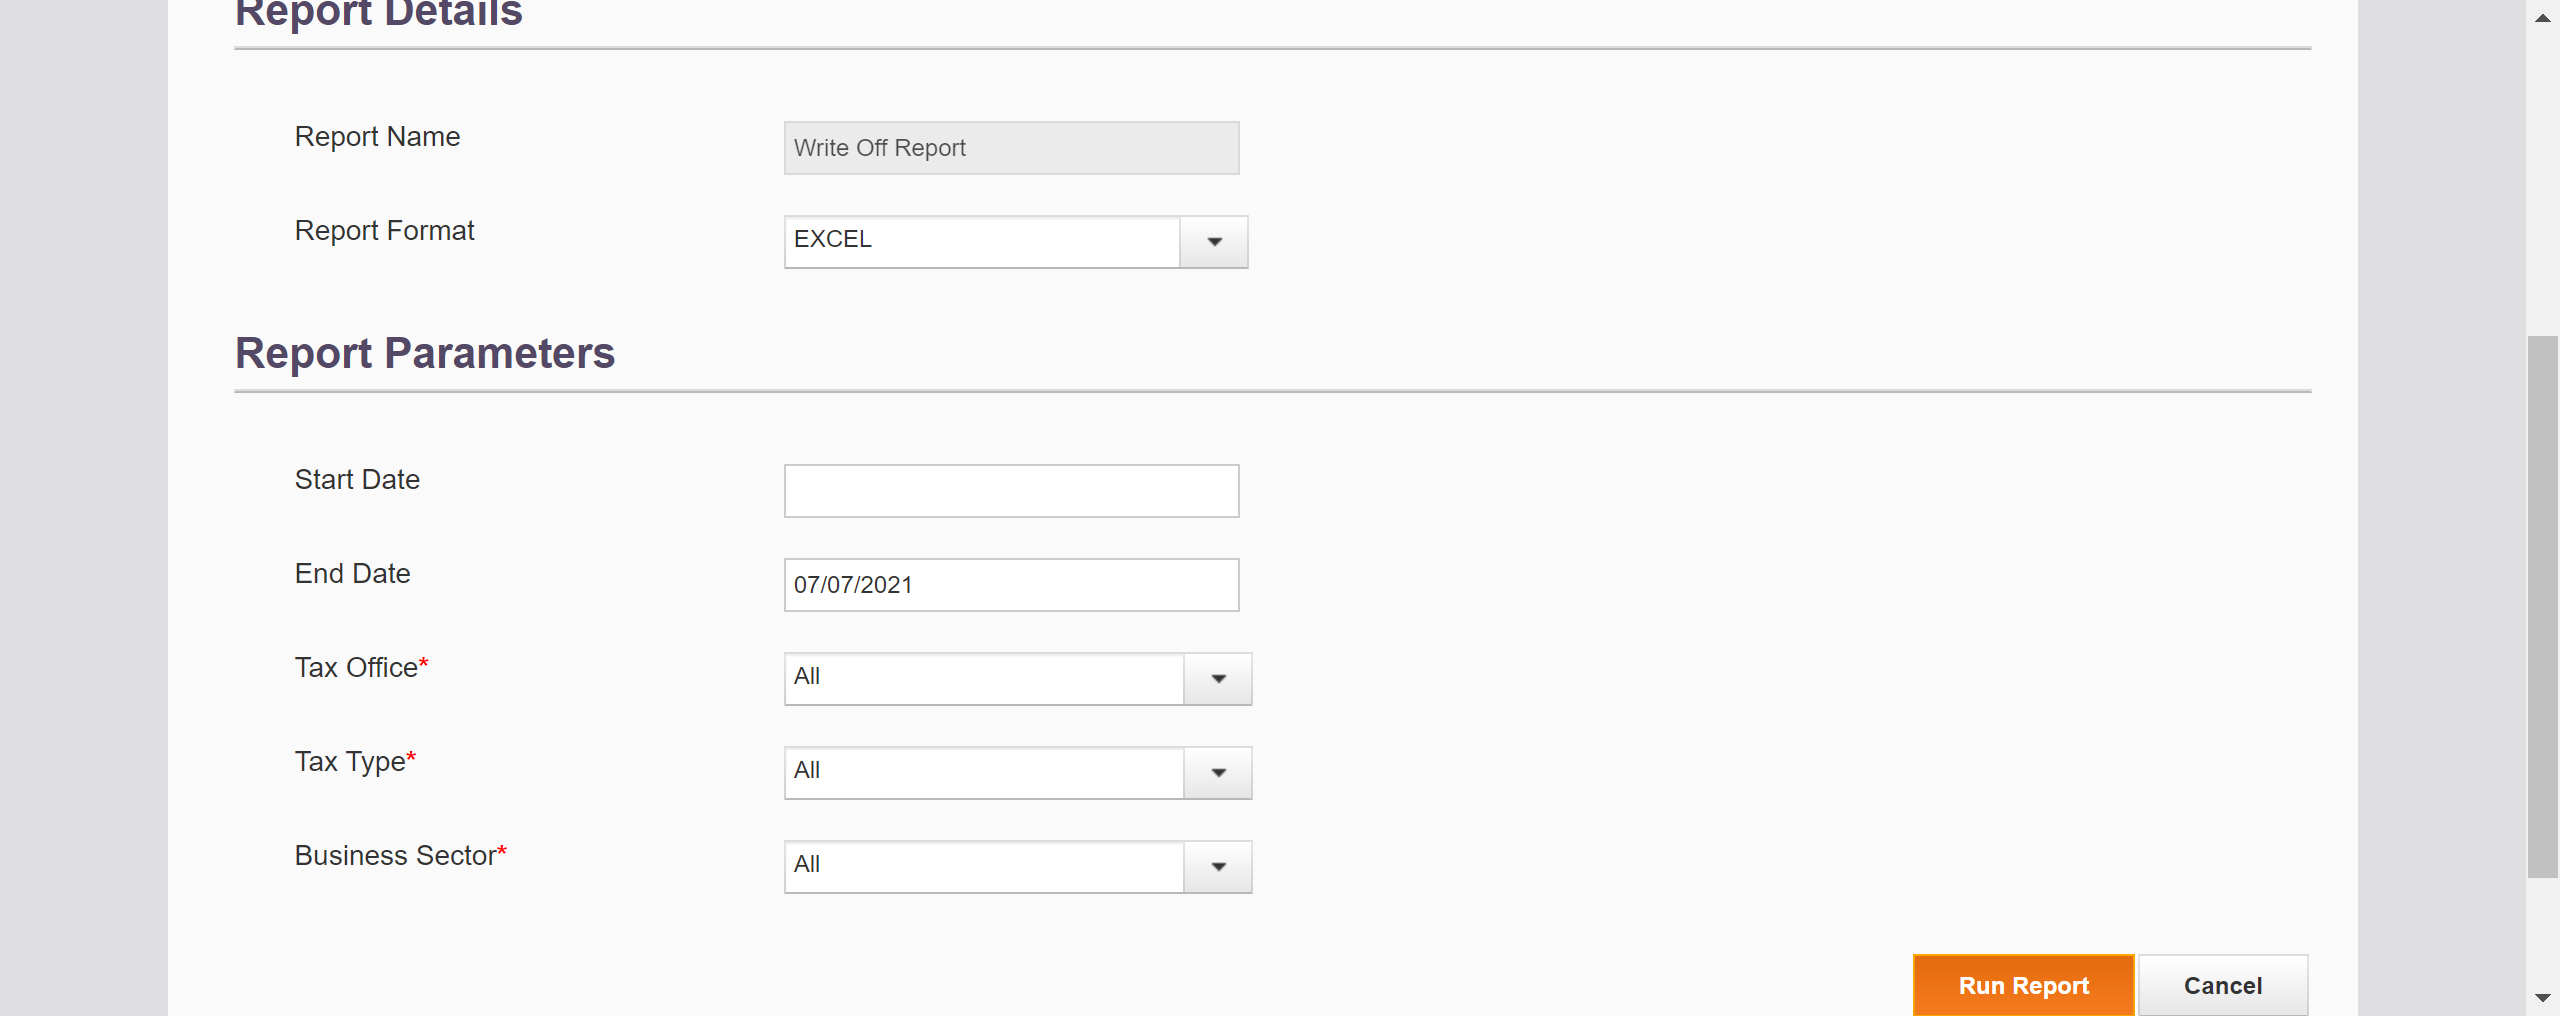 Report Details
Report Name
Write Off Report
Report Format
EXCEL
Report Parameters
Start Date
End Date
07/07/2021
Tax Office*
All
Tax Type*
All
Business Sector*
All
Run Report
Cancel